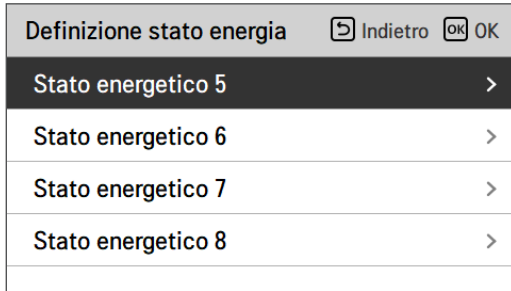 Definizione stato energia Indietro OK OK
Stato energetico 5
Stato energetico 6
Stato energetico 7
Stato energetico 8